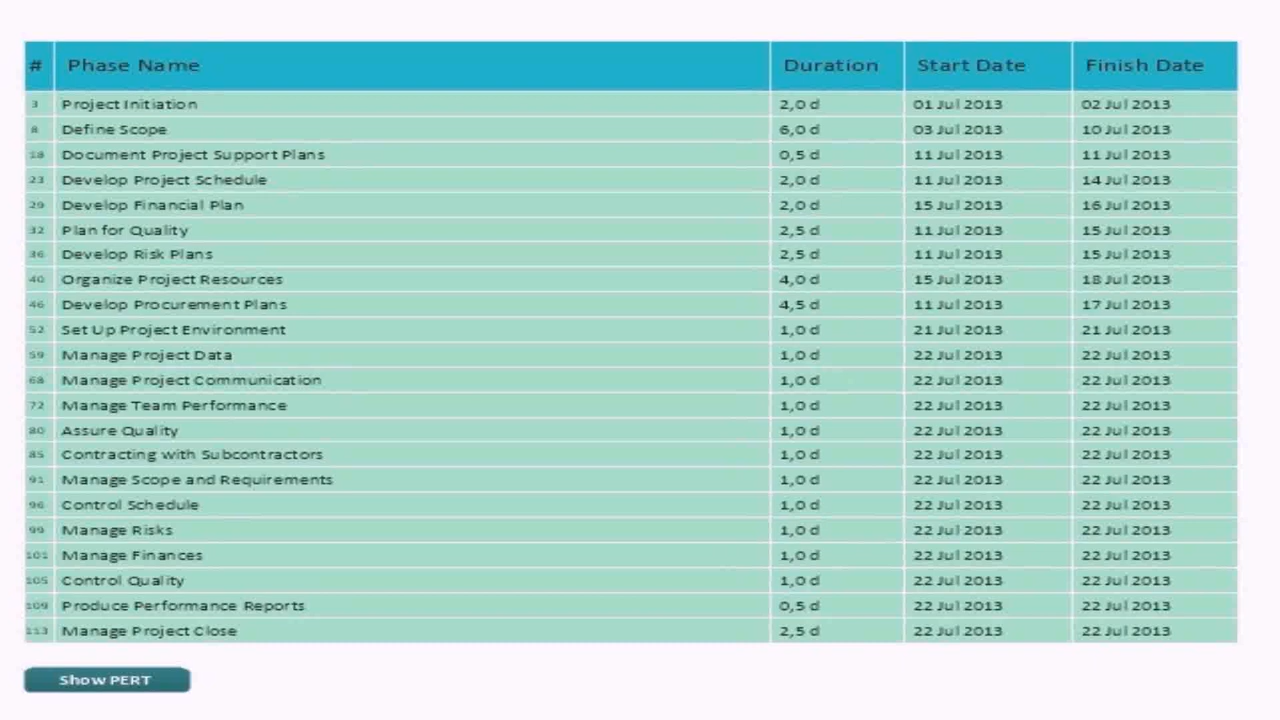 # Phase Name Duration Start Date Finish Date
3 Project Initiation 2,0 d 01 Jul 2013 02 Jul 2013
8 Define Scope 6,0 d 03 Jul 2013 10 Jul 2013
18 Document Project Support Plans 0,5 d 11 Jul 2013 11 Jul 2013
23 Develop Project Schedule 2,0 d 11 Jul 2013 14 Jul 2013
29 Develop Financial Plan 2,0 d 15 Jul 2013 16 Jul 2013
32 Plan for Quality 2,5 d 11 Jul 2013 15 Jul 2013
36 Develop Risk Plans 2,5 d 11 Jul 2013 15 Jul 2013
40 Organize Project Resources 4,0 d 15 Jul 2013 18 Jul 2013
46 Develop Procurement Plans 4,5 d 11 Jul 2013 17 Jul 2013
52 Set Up Project Environment 1,0 d 21 Jul 2013 21 Jul 2013
59 Manage Project Data 1,0 d 22 Jul 2013 22 Jul 2013
68 Manage Project Communication 1,0 d 22 Jul 2013 22 Jul 2013
72 Manage Team Performance 1,0 d 22 Jul 2013 22 Jul 2013
80 Assure Quality 1,0 d 22 Jul 2013 22 Jul 2013
85 Contracting with Subcontractors 1,0 d 22 Jul 2013 22 Jul 2013
91 Manage Scope and Requirements 1,0 d 22 Jul 2013 22 Jul 2013
96 Control Schedule 1,0 d 22 Jul 2013 22 Jul 2013
99 Manage Risks 1,0 d 22 Jul 2013 22 Jul 2013
101 Manage Finances 1,0 d 22 Jul 2013 22 Jul 2013
105 Control Quality 1,0 d 22 Jul 2013 22 Jul 2013
109 Produce Performance Reports 0,5 d 22 Jul 2013 22 Jul 2013
113 Manage Project Close 2,5 d 22 Jul 2013 22 Jul 2013
Show PERT